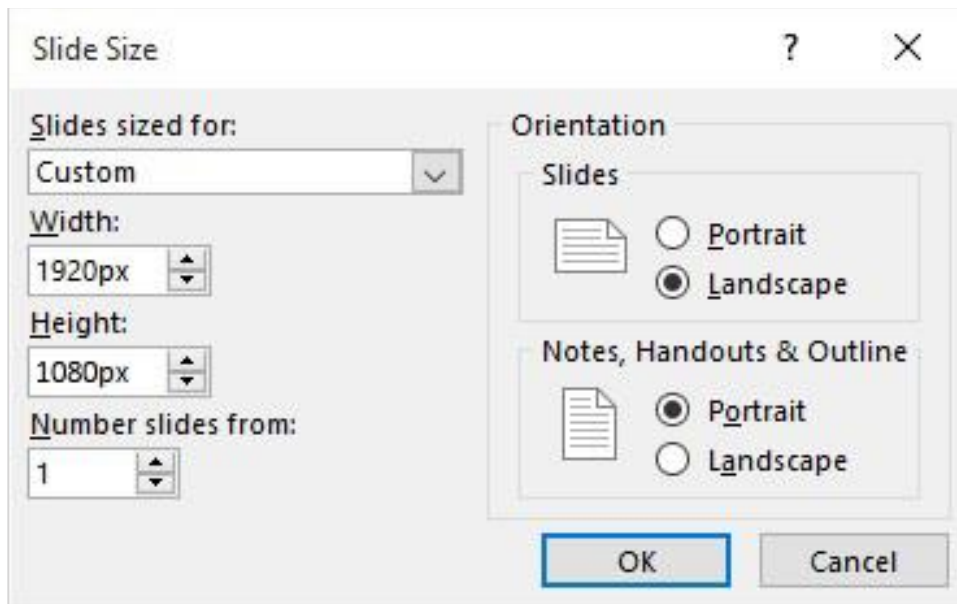 Slide Size
Slides sized for:
Custom
Width:
1920px
Height:
1080px
Number slides from:
1
Orientation
Slides
Portrait
Landscape
Notes, Handouts & Outline
Portrait
Landscape
OK
Cancel